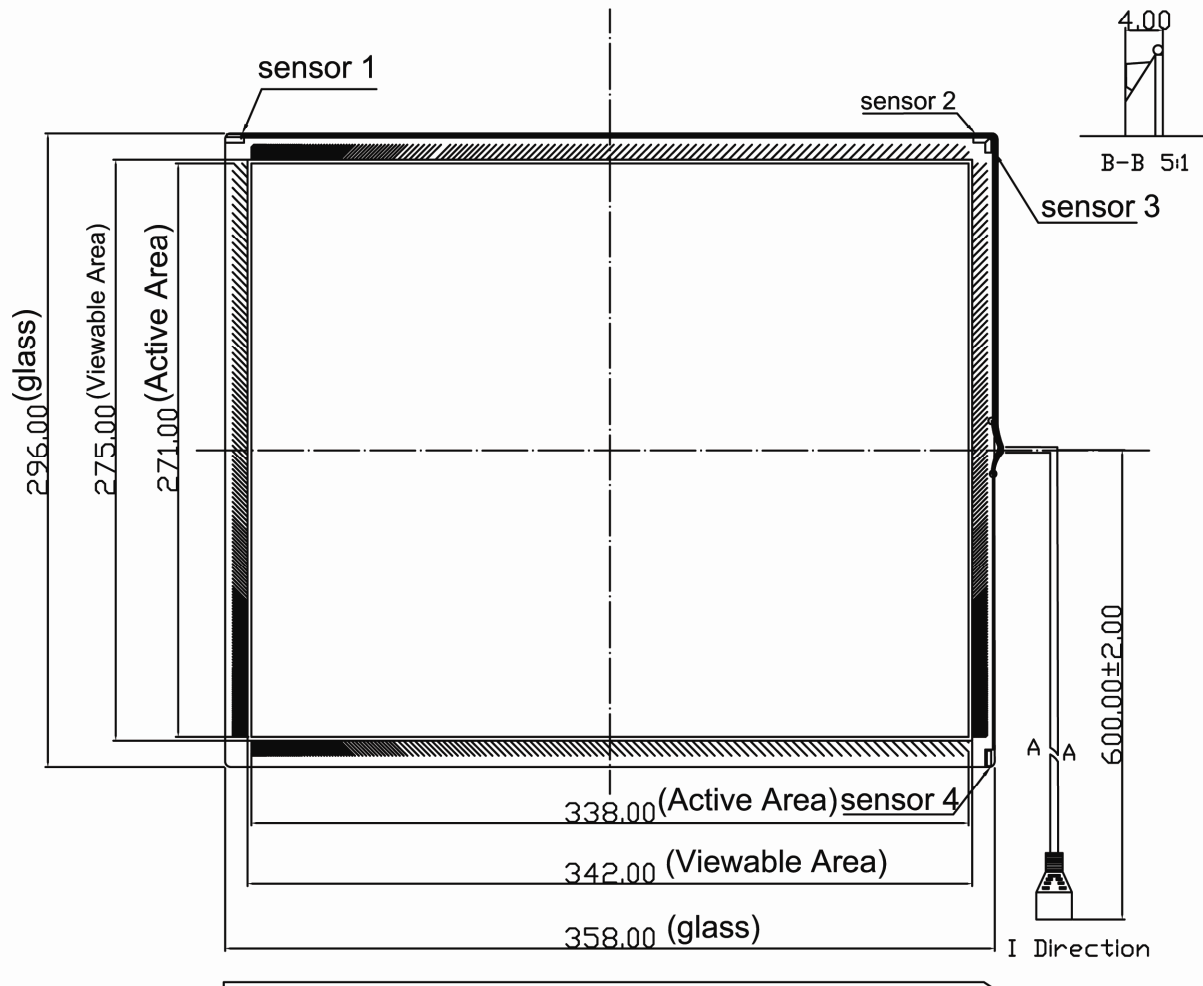 4.00
sensor 1
sensor 2
B-B 5:1
sensor 3
296.00 (glass)
275.00 (Viewable Area)
271.00 (Active Area)
600.00±2.00
A A
338.00 (Active Area) sensor 4
342.00 (Viewable Area)
358.00 (glass)
I Direction